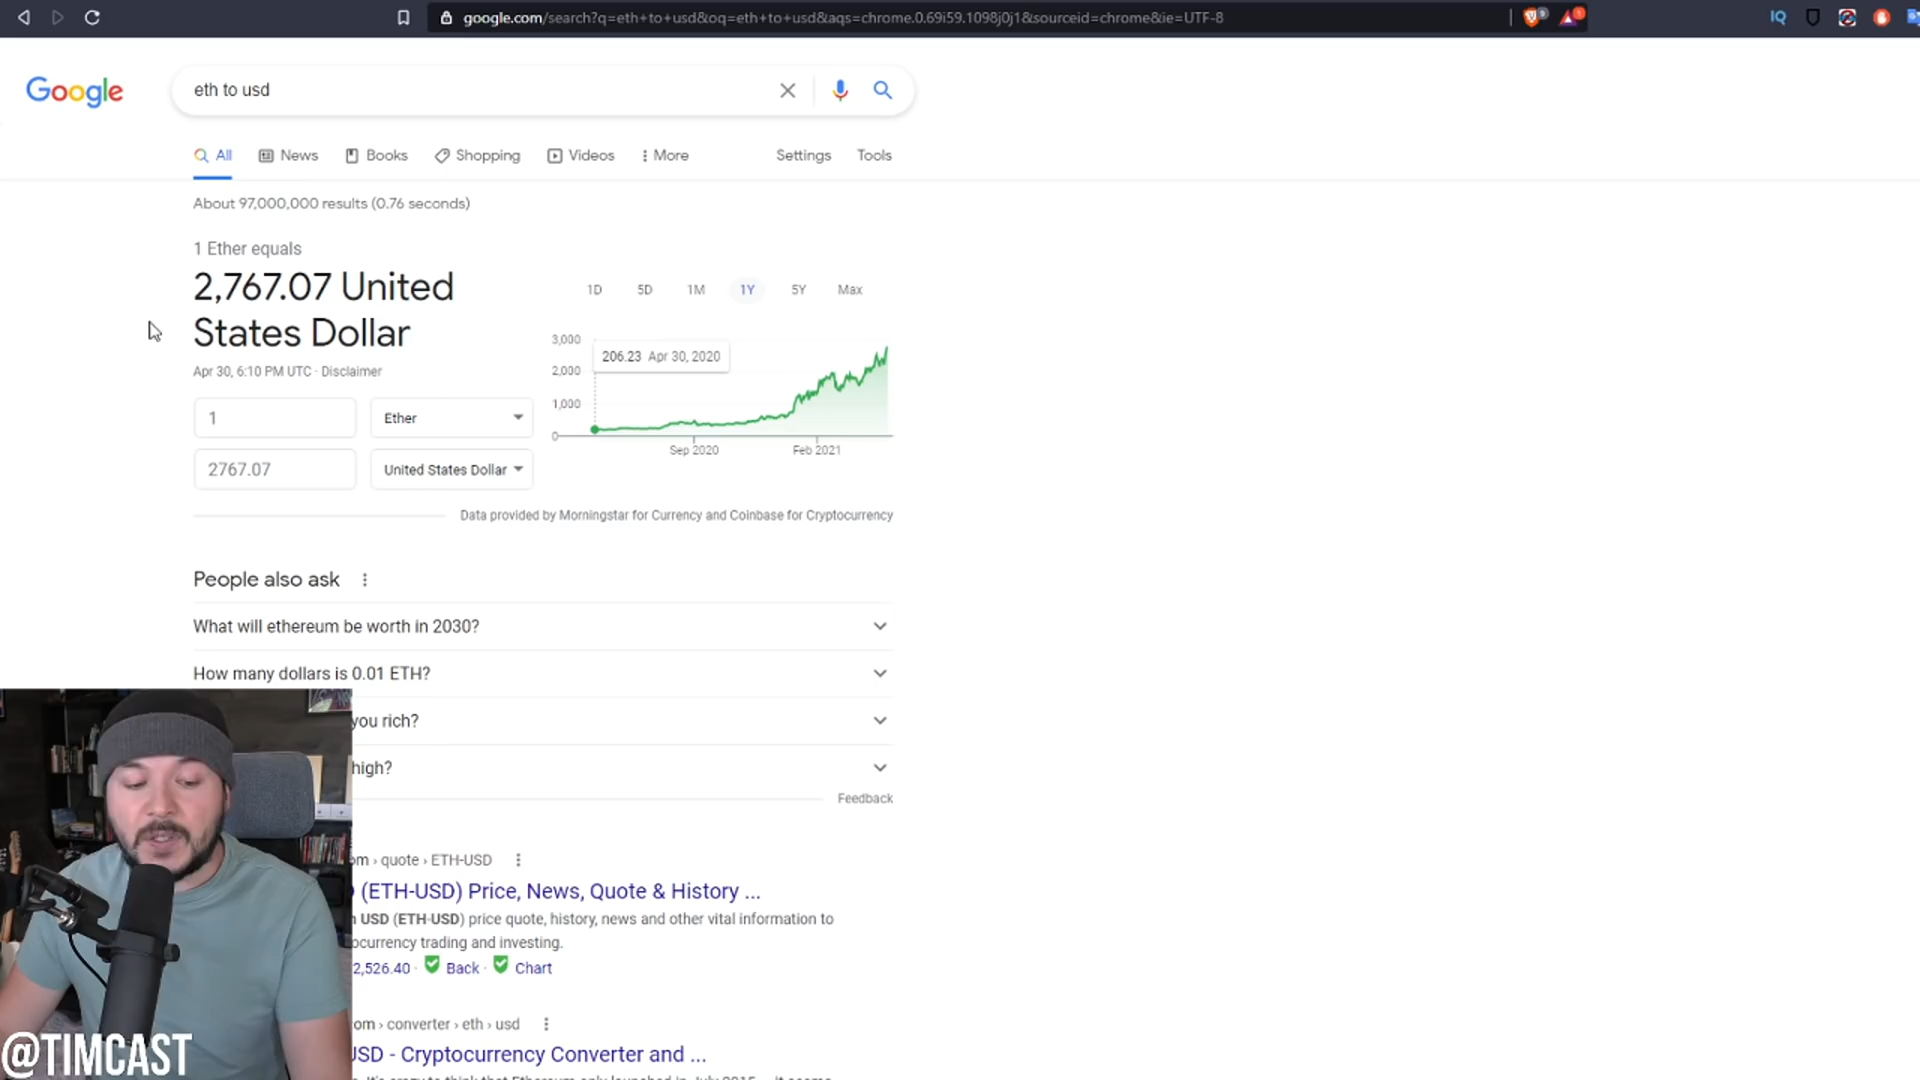 google.com/search?q=eth+to+usd&oq=eth+to+usd&aqs=chrome.0.69i59.1098j0j1&sourceid=chrome&ie=UTF-8
IQ
Google
eth to usd
All News Books Shopping Videos More Settings Tools
About 97,000,000 results (0.76 seconds)
1 Ether equals
2,767.07 United
States Dollar
Apr 30, 6:10 PM UTC · Disclaimer
1 Ether
2767.07 United States Dollar
1D 5D 1M 1Y 5Y Max
3,000
206.23 Apr 30, 2020
2,000
1,000
0
Sep 2020 Feb 2021
Data provided by Morningstar for Currency and Coinbase for Cryptocurrency
People also ask
What will ethereum be worth in 2030?
How many dollars is 0.01 ETH?
you rich?
high?
Feedback
om › quote › ETH-USD
(ETH-USD) Price, News, Quote & History ...
USD (ETH-USD) price quote, history, news and other vital information to
ocurrency trading and investing.
2,526.40 · Back · Chart
om › converter › eth › usd
USD - Cryptocurrency Converter and ...
@TIMCAST